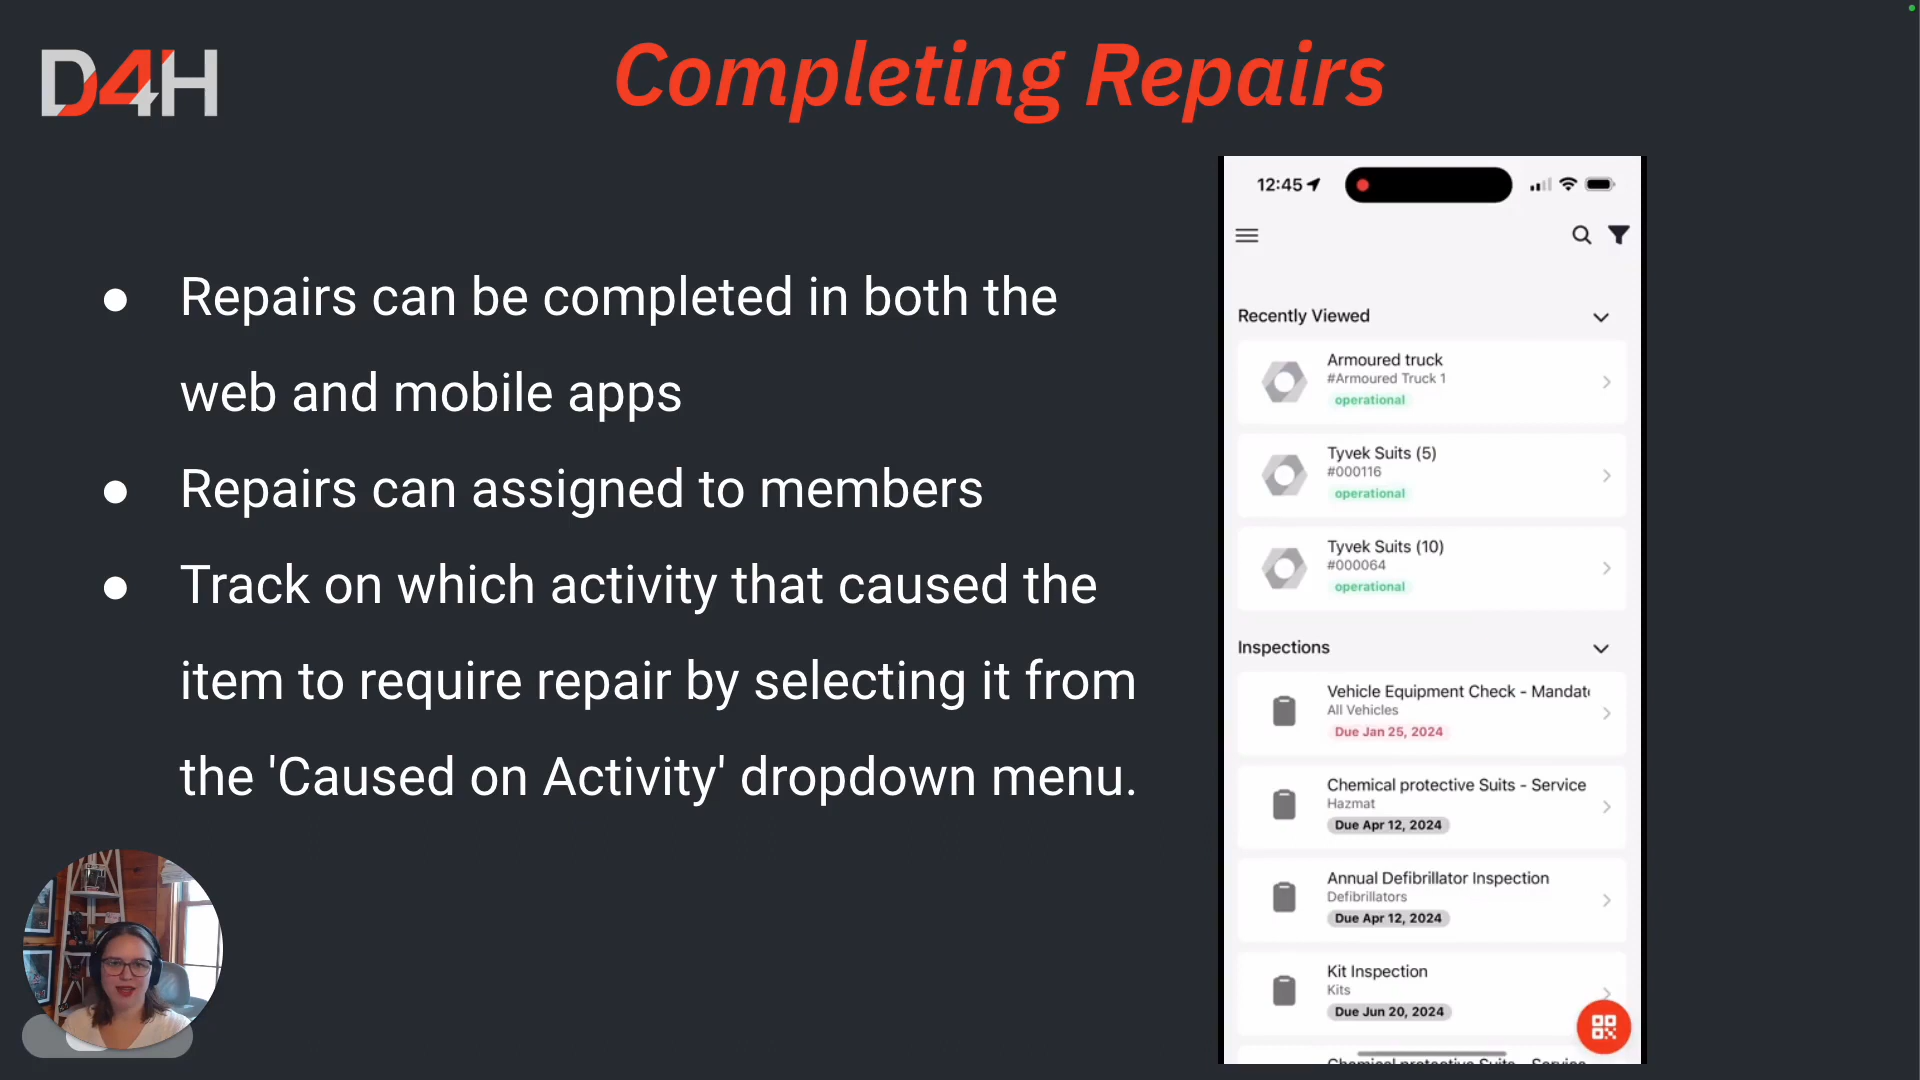 D4H
Completing Repairs
● Repairs can be completed in both the
web and mobile apps
● Repairs can assigned to members
● Track on which activity that caused the
item to require repair by selecting it from
the 'Caused on Activity' dropdown menu.
12:45
Recently Viewed
Armoured truck
#Armoured Truck 1
operational
Tyvek Suits (5)
#000116
operational
Tyvek Suits (10)
#000064
operational
Inspections
Vehicle Equipment Check - Mandat
All Vehicles
Due Jan 25, 2024
Chemical protective Suits - Service
Hazmat
Due Apr 12, 2024
Annual Defibrillator Inspection
Defibrillators
Due Apr 12, 2024
Kit Inspection
Kits
Due Jun 20, 2024
Chemical protective Suits - Service